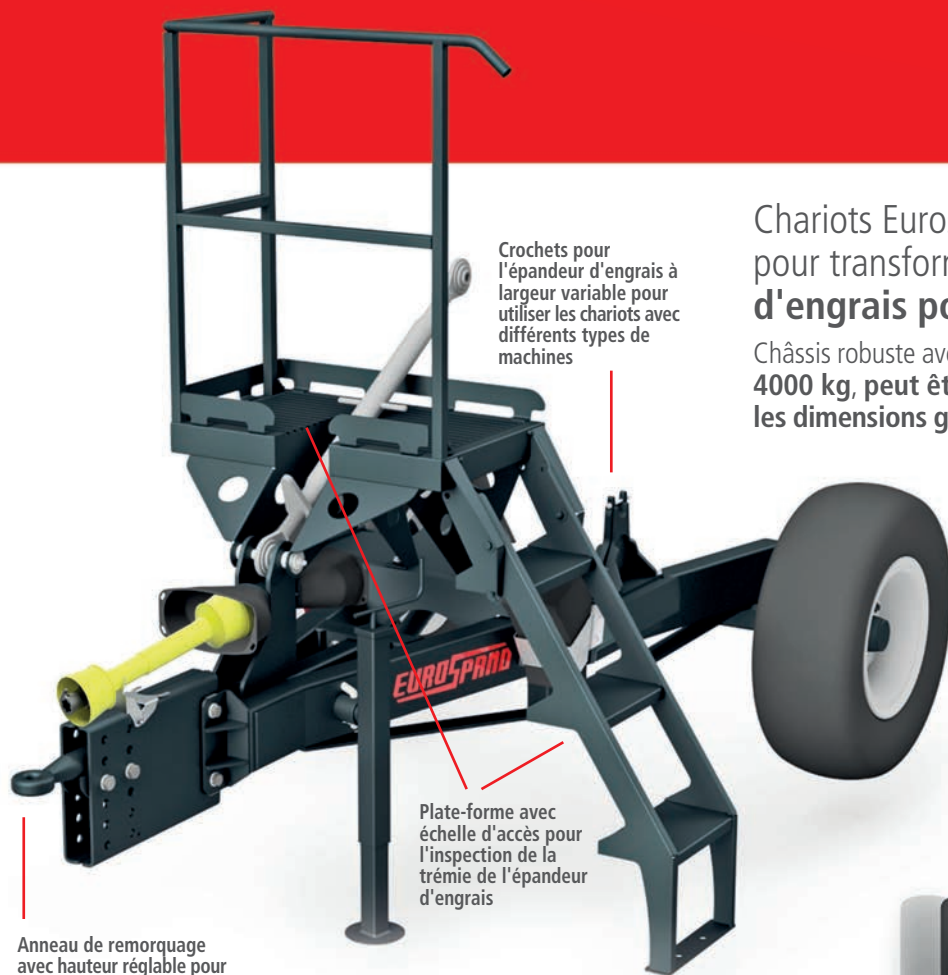 Chariots Euro
pour transfor
d'engrais po
Châssis robuste av
4000 kg, peut êt
les dimensions g
Crochets pour
l'épandeur d'engrais à
largeur variable pour
utiliser les chariots avec
différents types de
machines
EUROSPAND
Plate-forme avec
échelle d'accès pour
l'inspection de la
trémie de l'épandeur
d'engrais
Anneau de remorquage
avec hauteur réglable pour